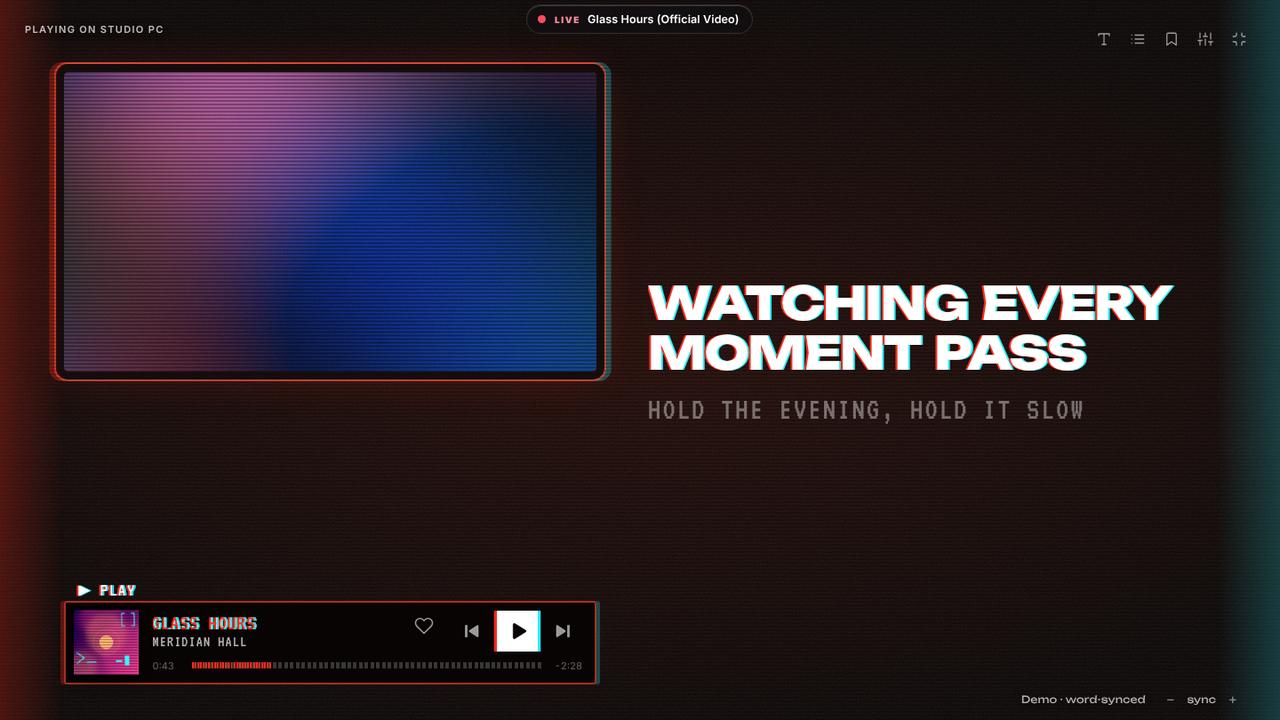 PLAYING ON STUDIO PC
LIVE Glass Hours (Official Video)
WATCHING EVERY
MOMENT PASS
HOLD THE EVENING, HOLD IT SLOW
▶ PLAY
GLASS HOURS
MERIDIAN HALL
0:43 -2:28
Demo · word-synced − sync +